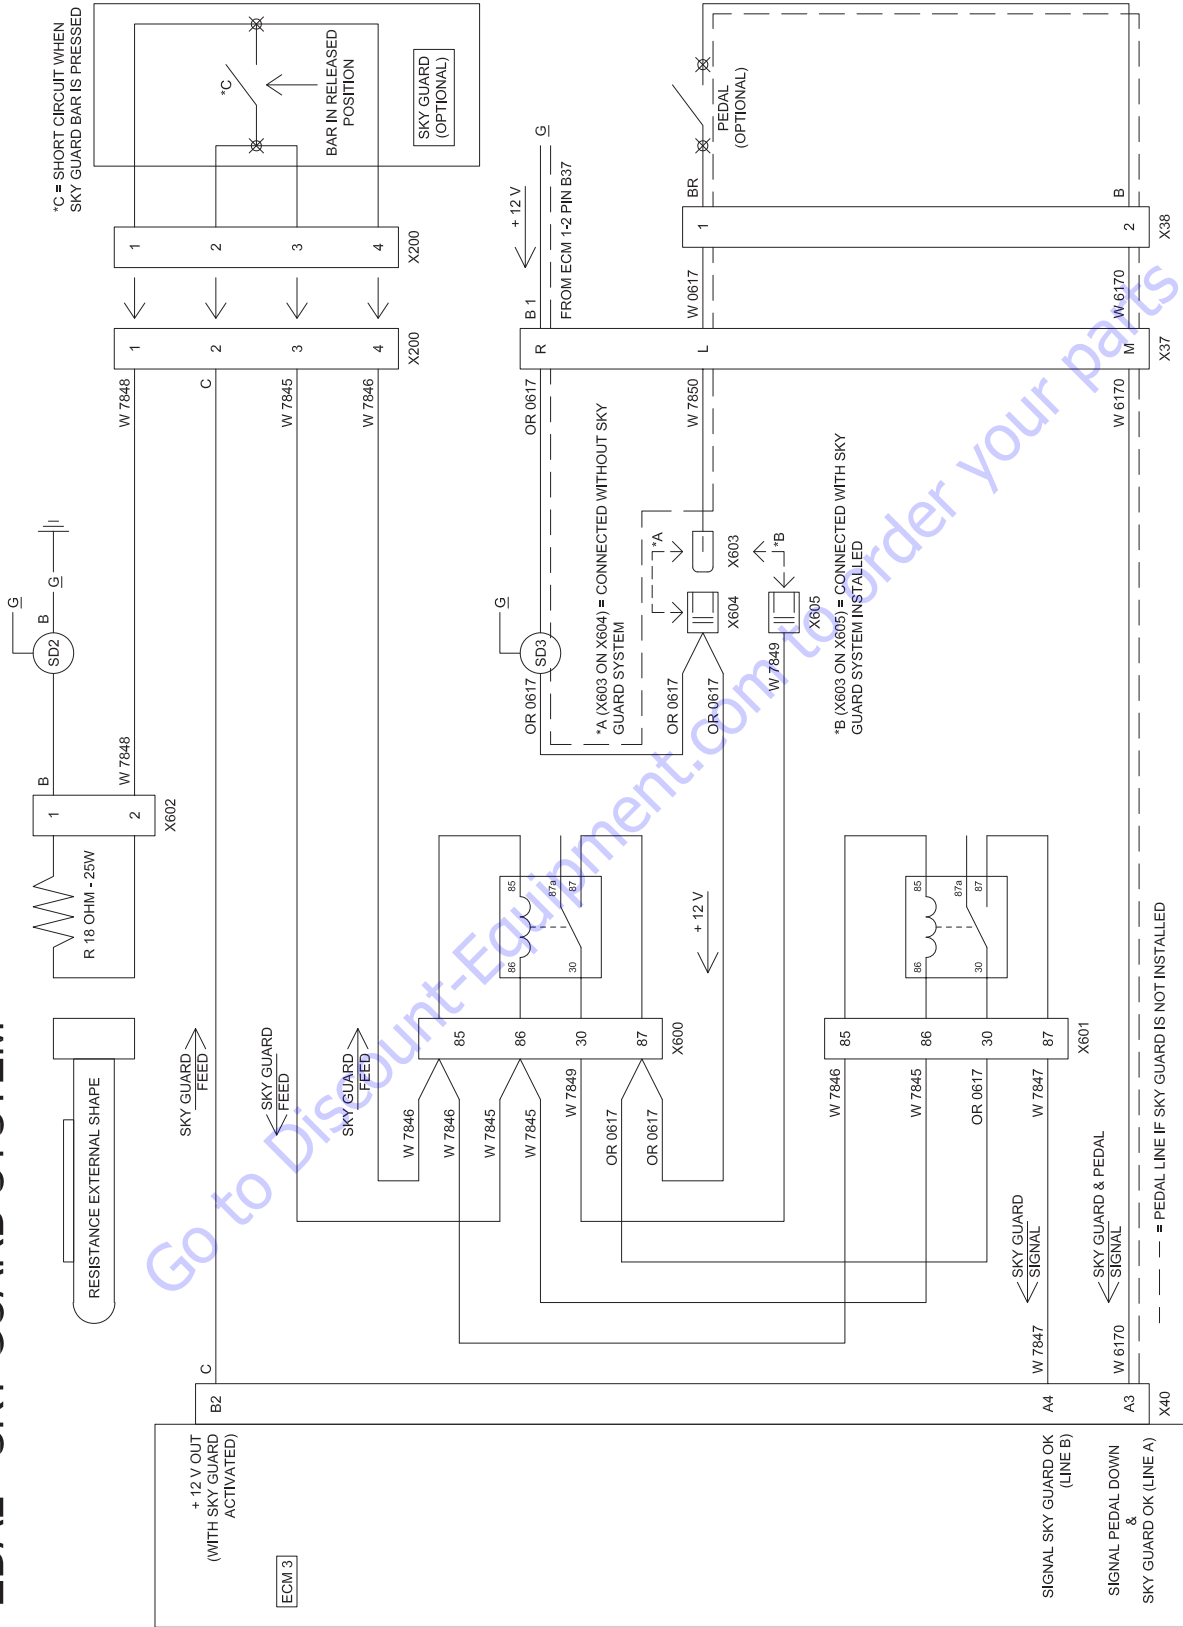 *C = SHORT CIRCUIT WHEN
SKY GUARD BAR IS PRESSED
*C
BAR IN RELEASED
POSITION
SKY GUARD
(OPTIONAL)
1
2
3
4
X200
1
2
3
4
X200
W 7848
C
W 7845
W 7846
G
SD2
B
G
B
W 7848
1
2
X602
R 18 OHM - 25W
RESISTANCE EXTERNAL SHAPE
SKY GUARD
FEED
SKY GUARD
FEED
SKY GUARD
FEED
C
B2
+ 12 V OUT
(WITH SKY GUARD
ACTIVATED)
ECM 3
G
+ 12 V
B 1
FROM ECM 1-2 PIN B37
R
L
M
X37
OR 0617
W 7850
W 6170
PEDAL
(OPTIONAL)
BR
B
1
2
X38
W 0617
W 6170
G
SD3
OR 0617
*A (X603 ON X604) = CONNECTED WITHOUT SKY
GUARD SYSTEM
*A
X603
*B
X604
X605
OR 0617
OR 0617
W 7849
*B (X603 ON X605) = CONNECTED WITH SKY
GUARD SYSTEM INSTALLED
+ 12 V
85
87a
87
86
30
85
86
30
87
X600
W 7846
W 7846
W 7845
W 7845
W 7849
OR 0617
OR 0617
85
87a
87
86
30
85
86
30
87
X601
W 7846
W 7845
OR 0617
W 7847
SKY GUARD
SIGNAL
SKY GUARD & PEDAL
SIGNAL
W 7847
W 6170
A4
A3
X40
SIGNAL SKY GUARD OK
(LINE B)
SIGNAL PEDAL DOWN
&
SKY GUARD OK (LINE A)
— — = PEDAL LINE IF SKY GUARD IS NOT INSTALLED
Go to Discount-Equipment.com to order your parts